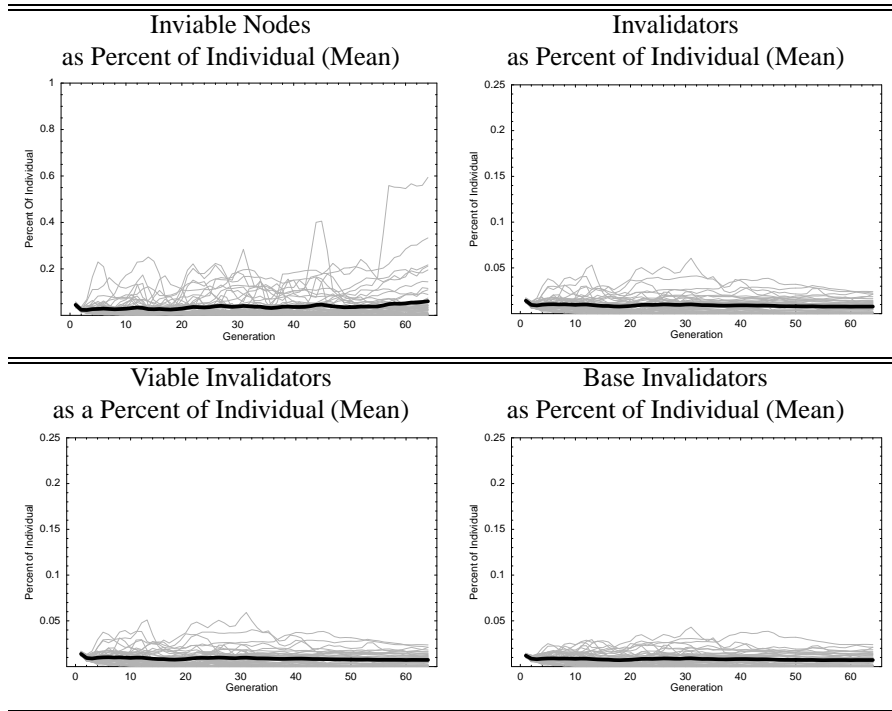 Inviable Nodes
as Percent of Individual (Mean)
1
0.8
0.6
0.4
0.2
Percent Of Individual
0 10 20 30 40 50 60
Generation
Invalidators
as Percent of Individual (Mean)
0.25
0.2
0.15
0.1
0.05
Percent of Individual
0 10 20 30 40 50 60
Generation
Viable Invalidators
as a Percent of Individual (Mean)
0.25
0.2
0.15
0.1
0.05
Percent of Individual
0 10 20 30 40 50 60
Generation
Base Invalidators
as Percent of Individual (Mean)
0.25
0.2
0.15
0.1
0.05
Percent of Individual
0 10 20 30 40 50 60
Generation